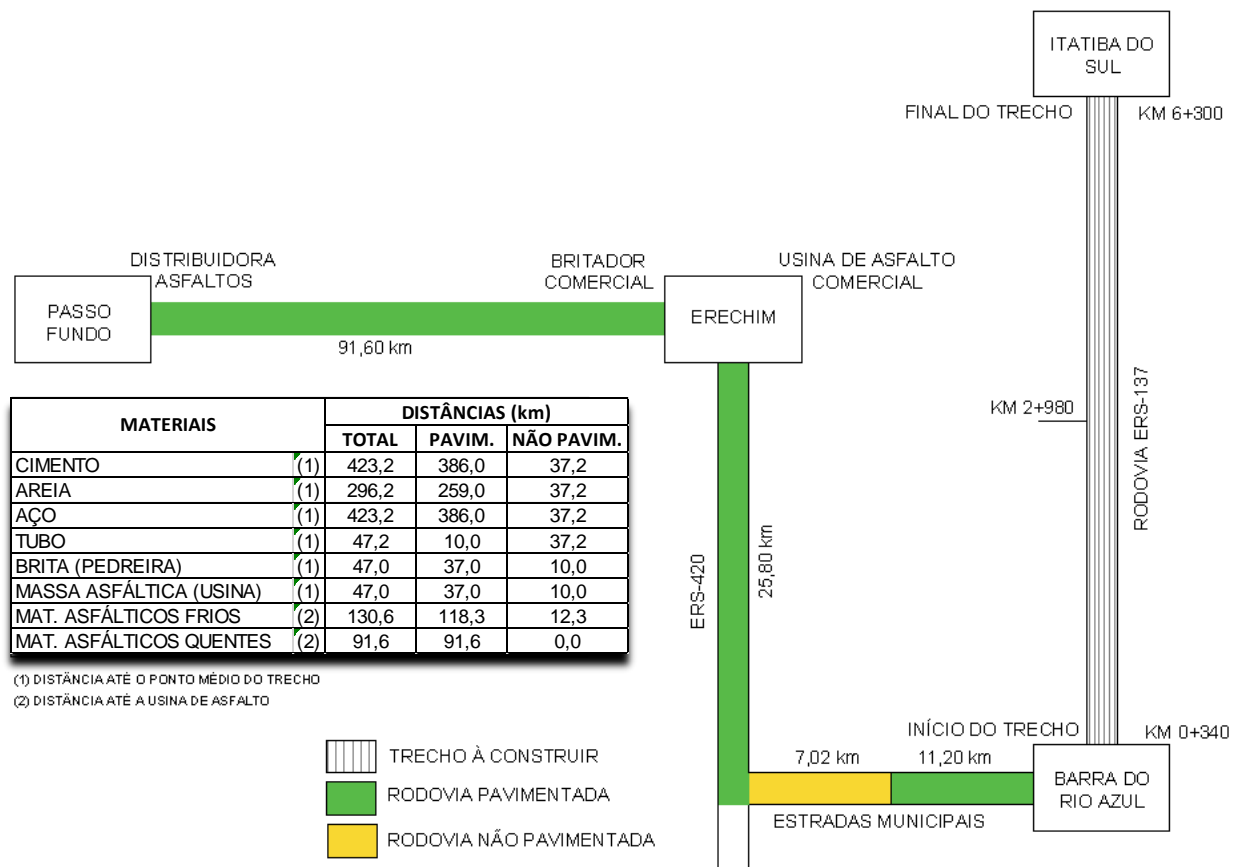 ITATIBA DO
SUL
FINAL DO TRECHO
KM 6+300
DISTRIBUIDORA
ASFALTOS
BRITADOR
COMERCIAL
USINA DE ASFALTO
COMERCIAL
PASSO
FUNDO
ERECHIM
91,60 km
KM 2+980
RODOVIA ERS-137
MATERIAIS DISTÂNCIAS (km)
TOTAL PAVIM. NÃO PAVIM.
CIMENTO (1) 423,2 386,0 37,2
AREIA (1) 296,2 259,0 37,2
AÇO (1) 423,2 386,0 37,2
TUBO (1) 47,2 10,0 37,2
BRITA (PEDREIRA) (1) 47,0 37,0 10,0
MASSA ASFÁLTICA (USINA) (1) 47,0 37,0 10,0
MAT. ASFÁLTICOS FRIOS (2) 130,6 118,3 12,3
MAT. ASFÁLTICOS QUENTES (2) 91,6 91,6 0,0
(1) DISTÂNCIA ATÉ O PONTO MÉDIO DO TRECHO
(2) DISTÂNCIA ATÉ A USINA DE ASFALTO
ERS-420
25,80 km
INÍCIO DO TRECHO
KM 0+340
7,02 km
11,20 km
BARRA DO
RIO AZUL
ESTRADAS MUNICIPAIS
TRECHO À CONSTRUIR
RODOVIA PAVIMENTADA
RODOVIA NÃO PAVIMENTADA